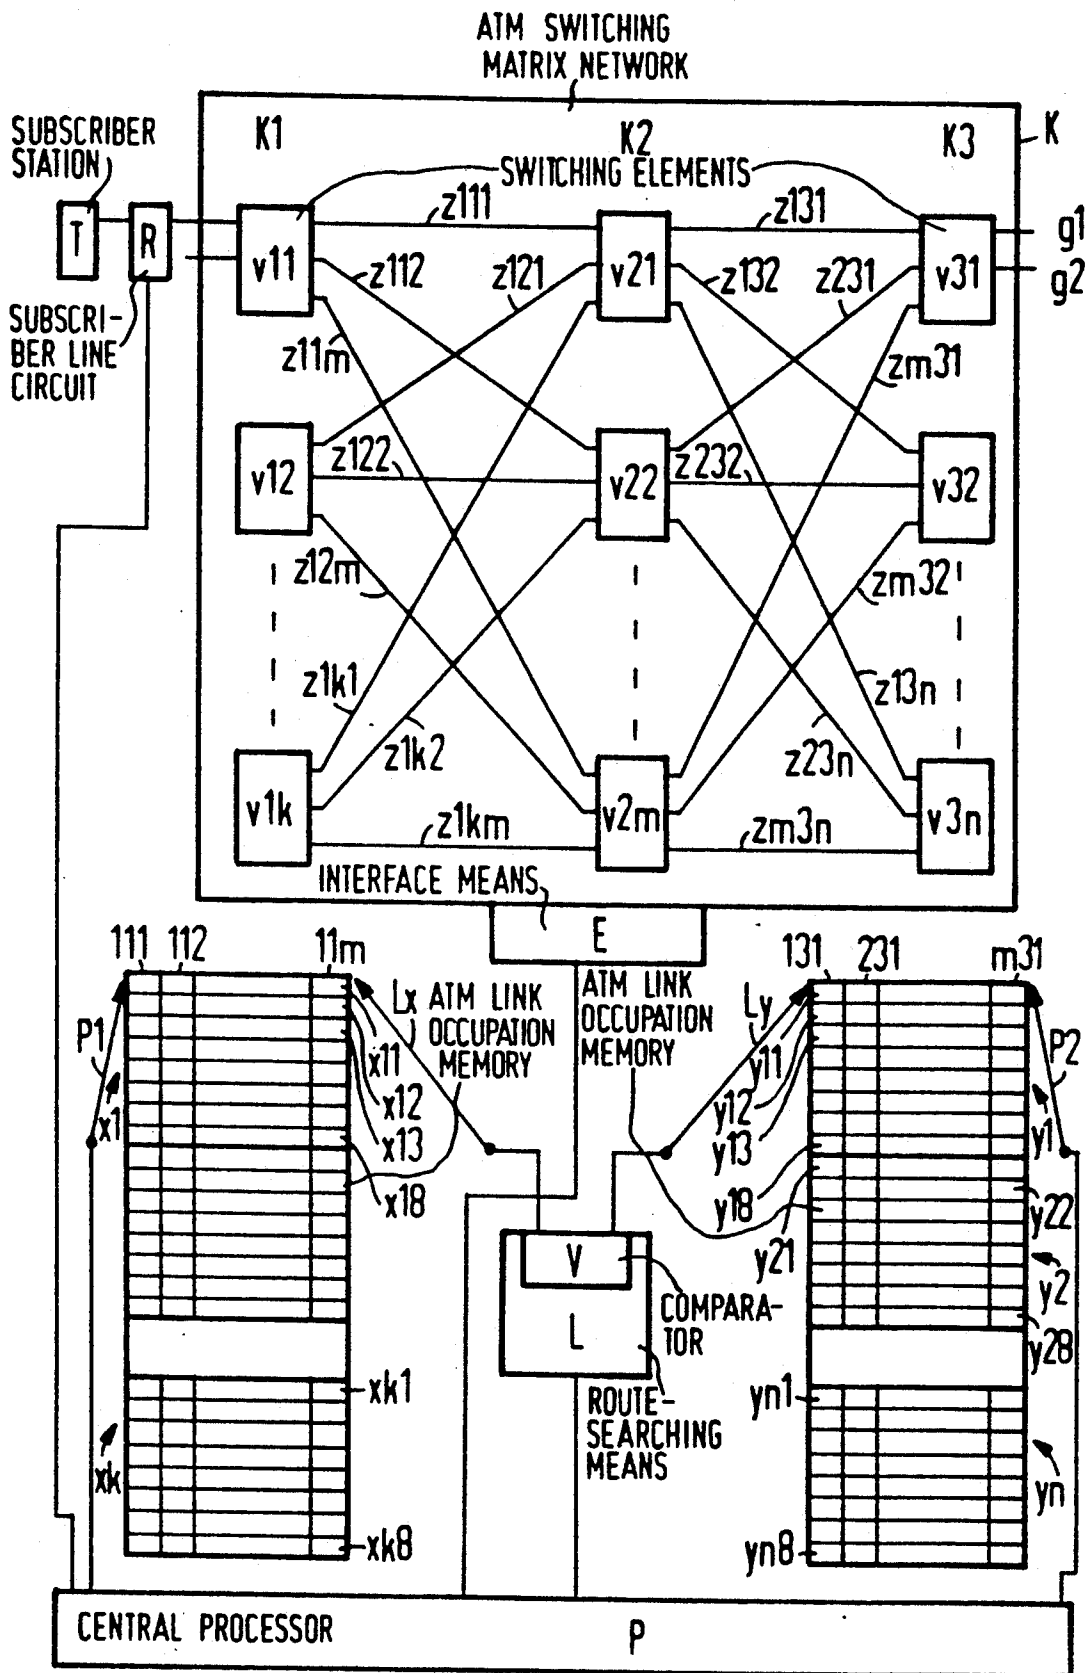 ATM SWITCHING
MATRIX NETWORK
K1
K2
K3
K
SUBSCRIBER
STATION
SWITCHING ELEMENTS
T
R
z111
z131
g1
v11
z112
z121
v21
z132
z231
v31
g2
SUBSCRI-
BER LINE
CIRCUIT
z11m
zm31
v12
z122
v22
z232
v32
z12m
zm32
z1k1
z13n
z1k2
z23n
v1k
z1km
v2m
zm3n
v3n
INTERFACE MEANS
E
111
112
11m
131
231
m31
Lx
ATM LINK
OCCUPATION
MEMORY
ATM LINK
OCCUPATION
MEMORY
Ly
P1
x11
y11
P2
x1
x12
y12
x13
y13
y1
x18
y18
y22
y21
V
y2
COMPARA-
TOR
L
y28
xk1
yn1
ROUTE-
SEARCHING
MEANS
xk
yn
xk8
yn8
CENTRAL PROCESSOR
P